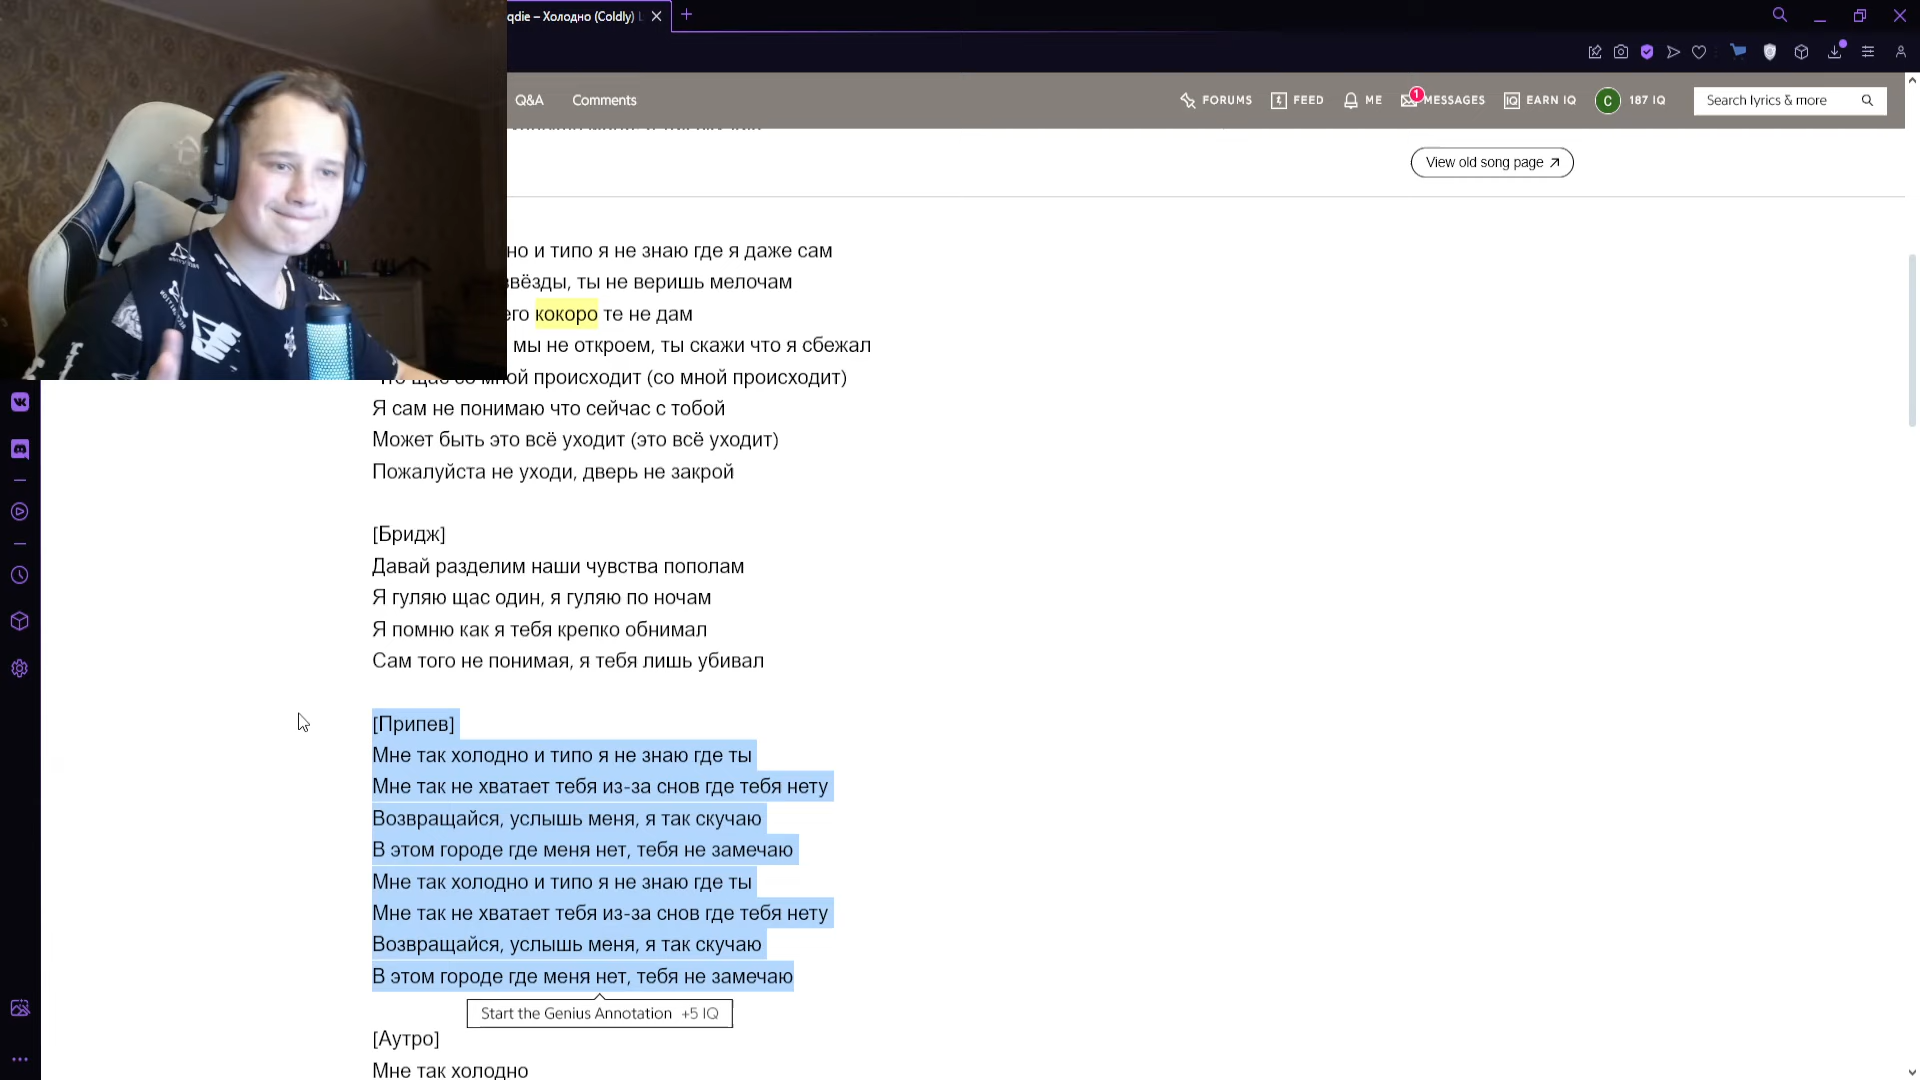 qdie – Холодно (Coldly) L
Q&A
Comments
FORUMS
FEED
ME
1
MESSAGES
EARN IQ
C
187 IQ
Search lyrics & more
View old song page
но и типо я не знаю где я даже сам
звёзды, ты не веришь мелочам
его кокоро те не дам
мы не откроем, ты скажи что я сбежал
Что щас со мной происходит (со мной происходит)
Я сам не понимаю что сейчас с тобой
Может быть это всё уходит (это всё уходит)
Пожалуйста не уходи, дверь не закрой
[Бридж]
Давай разделим наши чувства пополам
Я гуляю щас один, я гуляю по ночам
Я помню как я тебя крепко обнимал
Сам того не понимая, я тебя лишь убивал
[Припев]
Мне так холодно и типо я не знаю где ты
Мне так не хватает тебя из-за снов где тебя нету
Возвращайся, услышь меня, я так скучаю
В этом городе где меня нет, тебя не замечаю
Мне так холодно и типо я не знаю где ты
Мне так не хватает тебя из-за снов где тебя нету
Возвращайся, услышь меня, я так скучаю
В этом городе где меня нет, тебя не замечаю
Start the Genius Annotation +5 IQ
[Аутро]
Мне так холодно